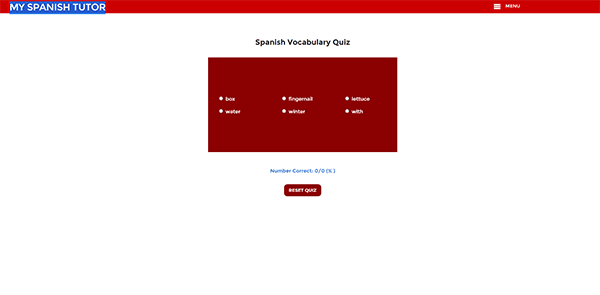 MY SPANISH TUTOR MENU
Spanish Vocabulary Quiz
box fingernail lettuce
water winter with
Number Correct: 0/0 (% )
RESET QUIZ